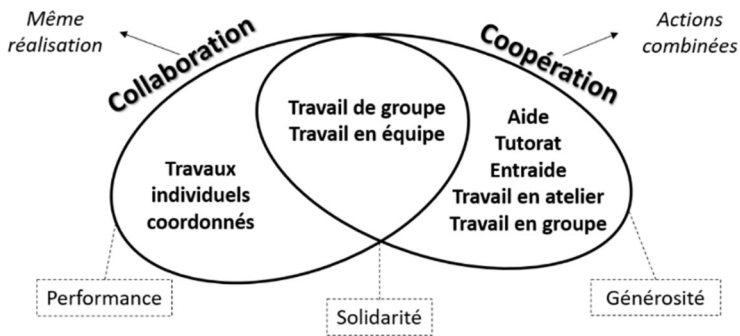 Même
réalisation
Collaboration
Coopération
Actions
combinées
Travail de groupe
Travail en équipe
Travaux
individuels
coordonnés
Aide
Tutorat
Entraide
Travail en atelier
Travail en groupe
Performance
Solidarité
Générosité